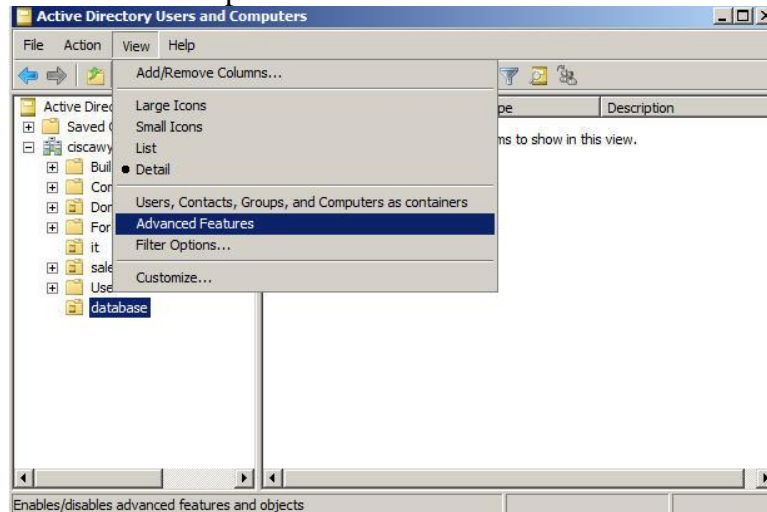 Active Directory Users and Computers
File Action View Help
Add/Remove Columns...
Large Icons
Small Icons
List
Detail
Users, Contacts, Groups, and Computers as containers
Advanced Features
Filter Options...
Customize...
pe Description
ms to show in this view.
Active Direc
Saved
ciscawy
Buil
Con
Dor
For
it
sale
Use
database
Enables/disables advanced features and objects